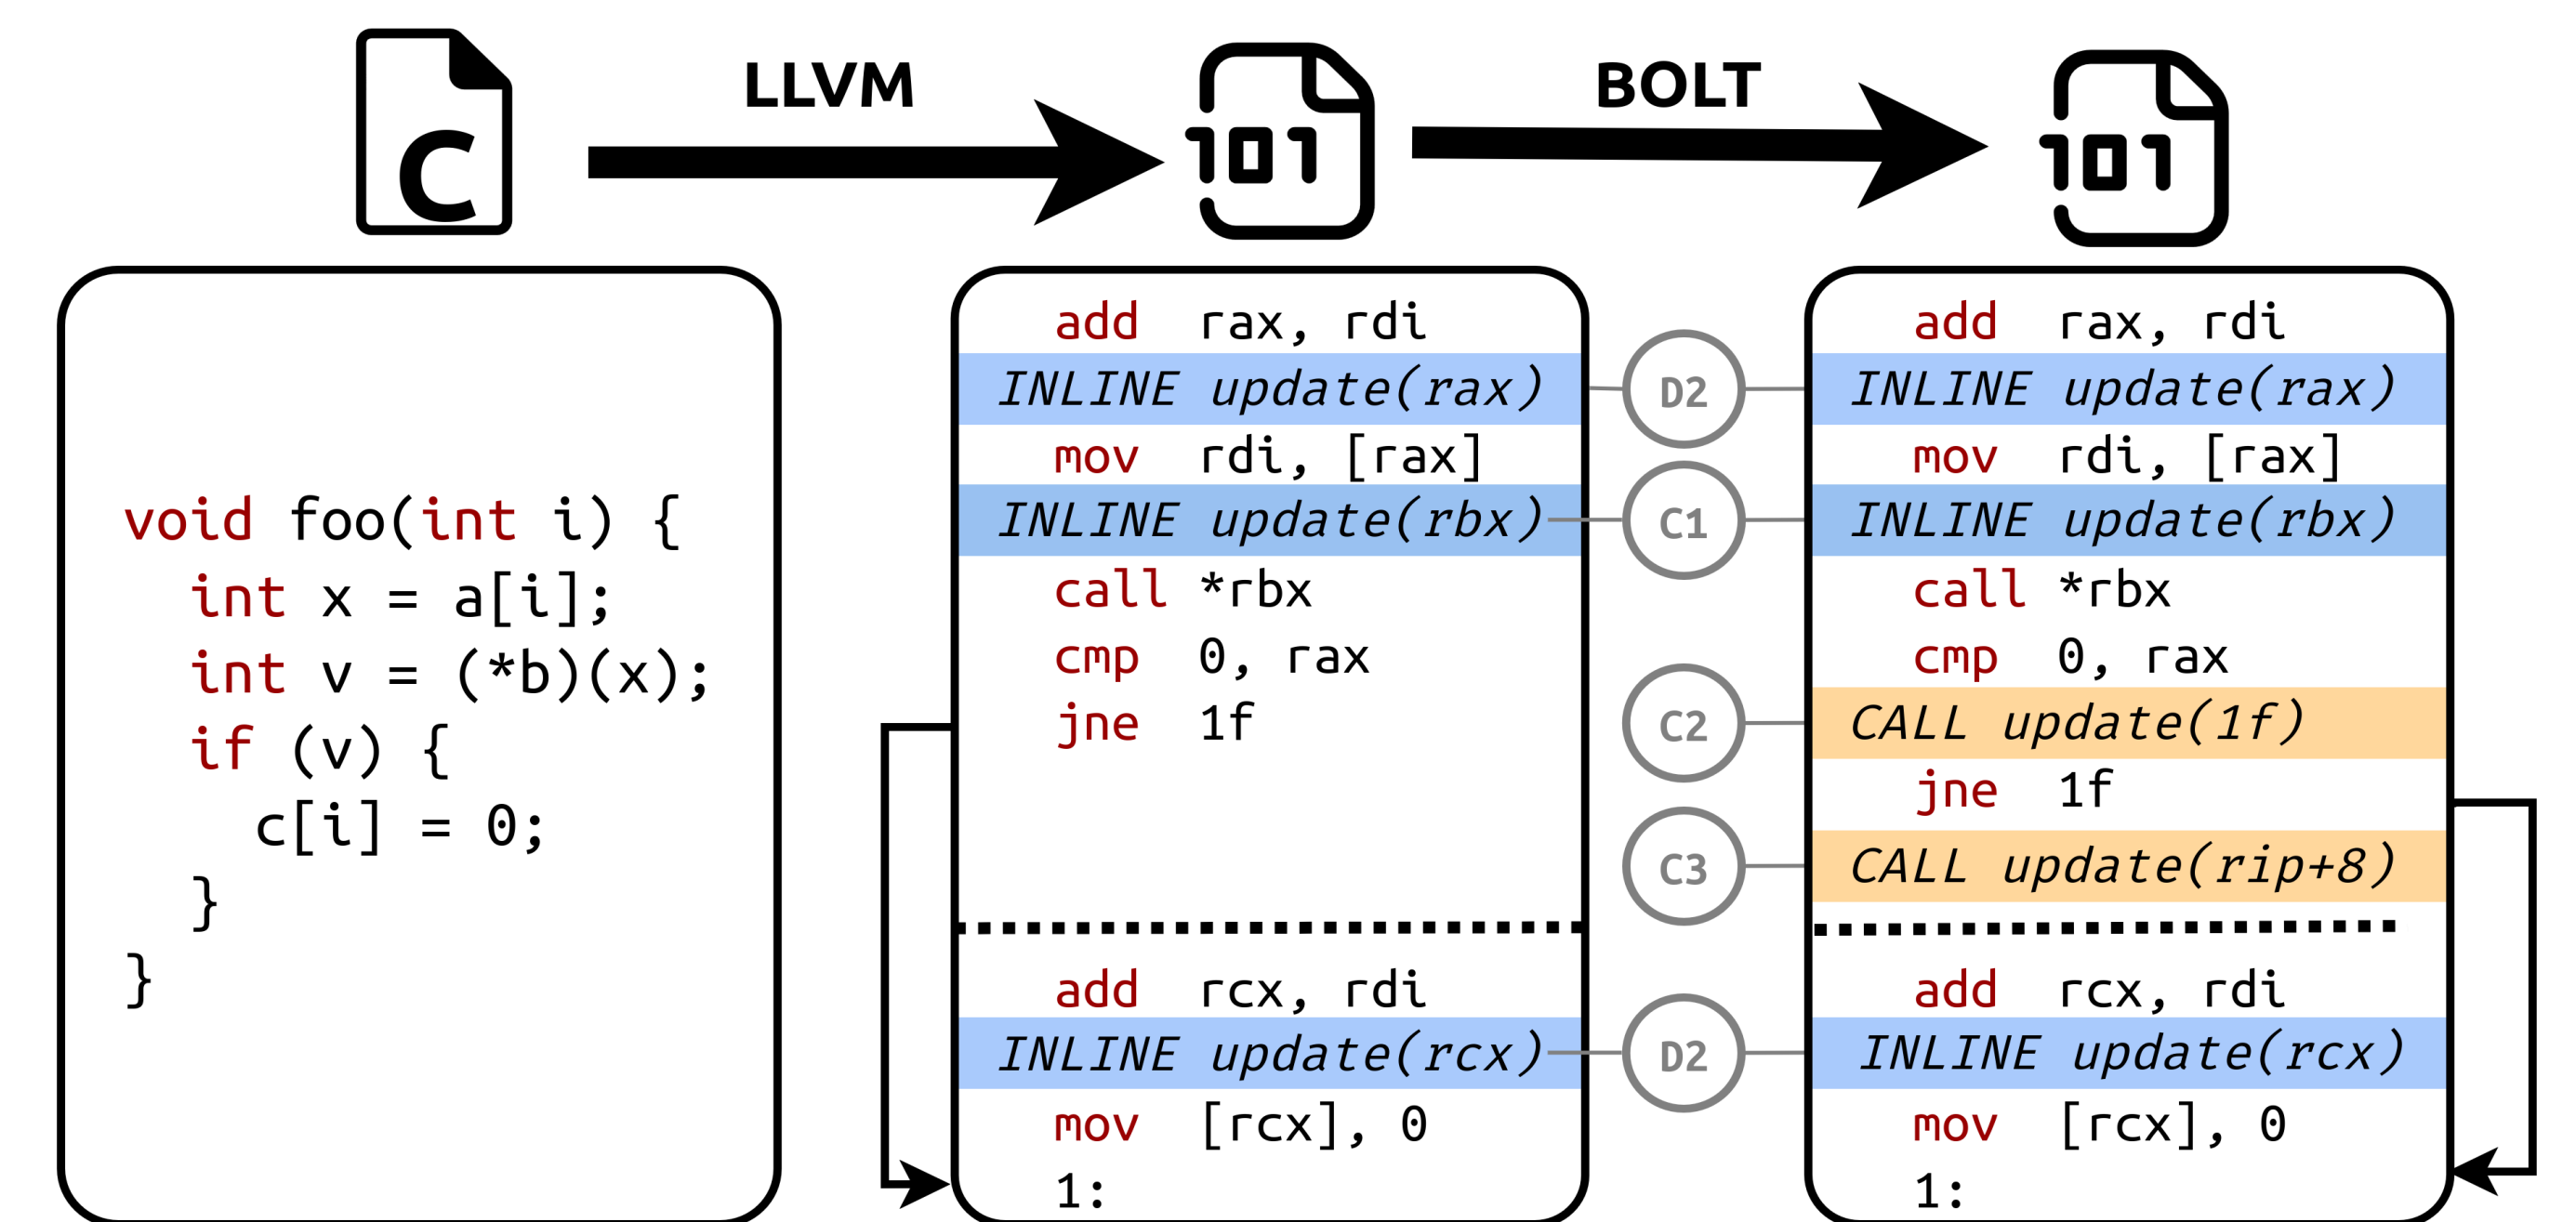 LLVM
BOLT
C
101
101
void foo(int i) {
int x = a[i];
int v = (*b)(x);
if (v) {
c[i] = 0;
}
}
add rax, rdi
INLINE update(rax)
mov rdi, [rax]
INLINE update(rbx)
call *rbx
cmp 0, rax
jne 1f
add rcx, rdi
INLINE update(rcx)
mov [rcx], 0
1:
D2
C1
C2
C3
D2
add rax, rdi
INLINE update(rax)
mov rdi, [rax]
INLINE update(rbx)
call *rbx
cmp 0, rax
CALL update(1f)
jne 1f
CALL update(rip+8)
add rcx, rdi
INLINE update(rcx)
mov [rcx], 0
1: